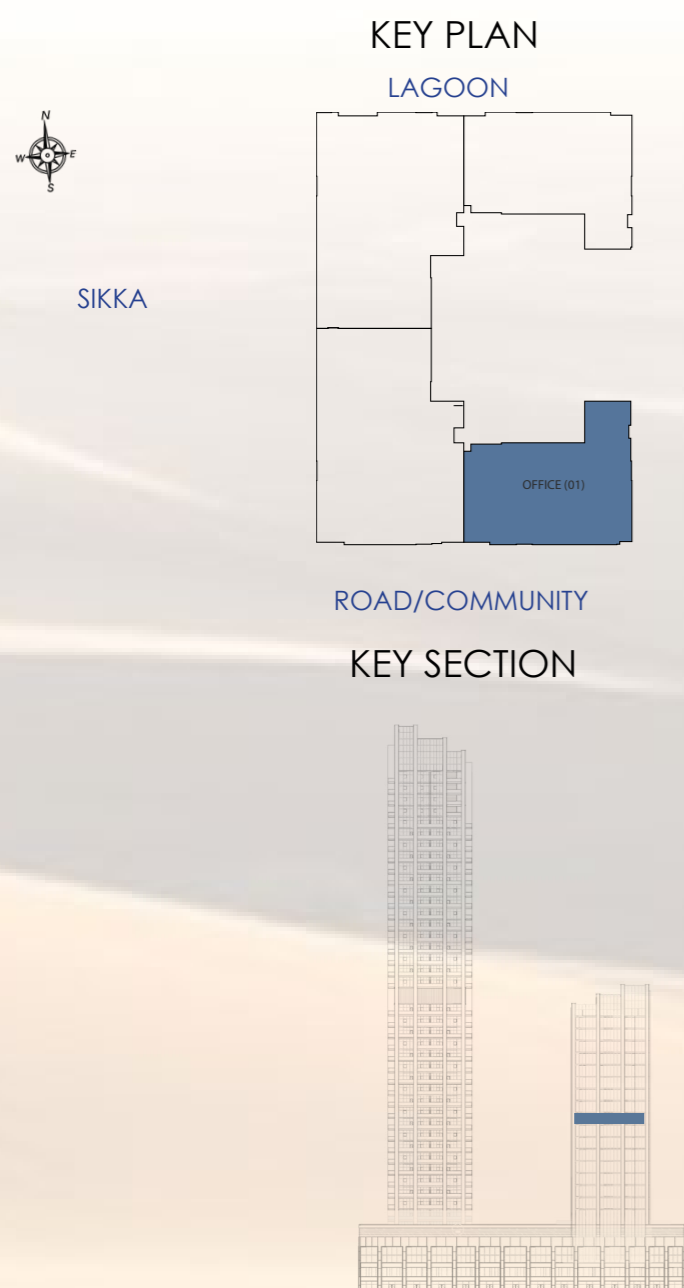 KEY PLAN
LAGOON
N
W
E
S
SIKKA
OFFICE (01)
ROAD/COMMUNITY
KEY SECTION